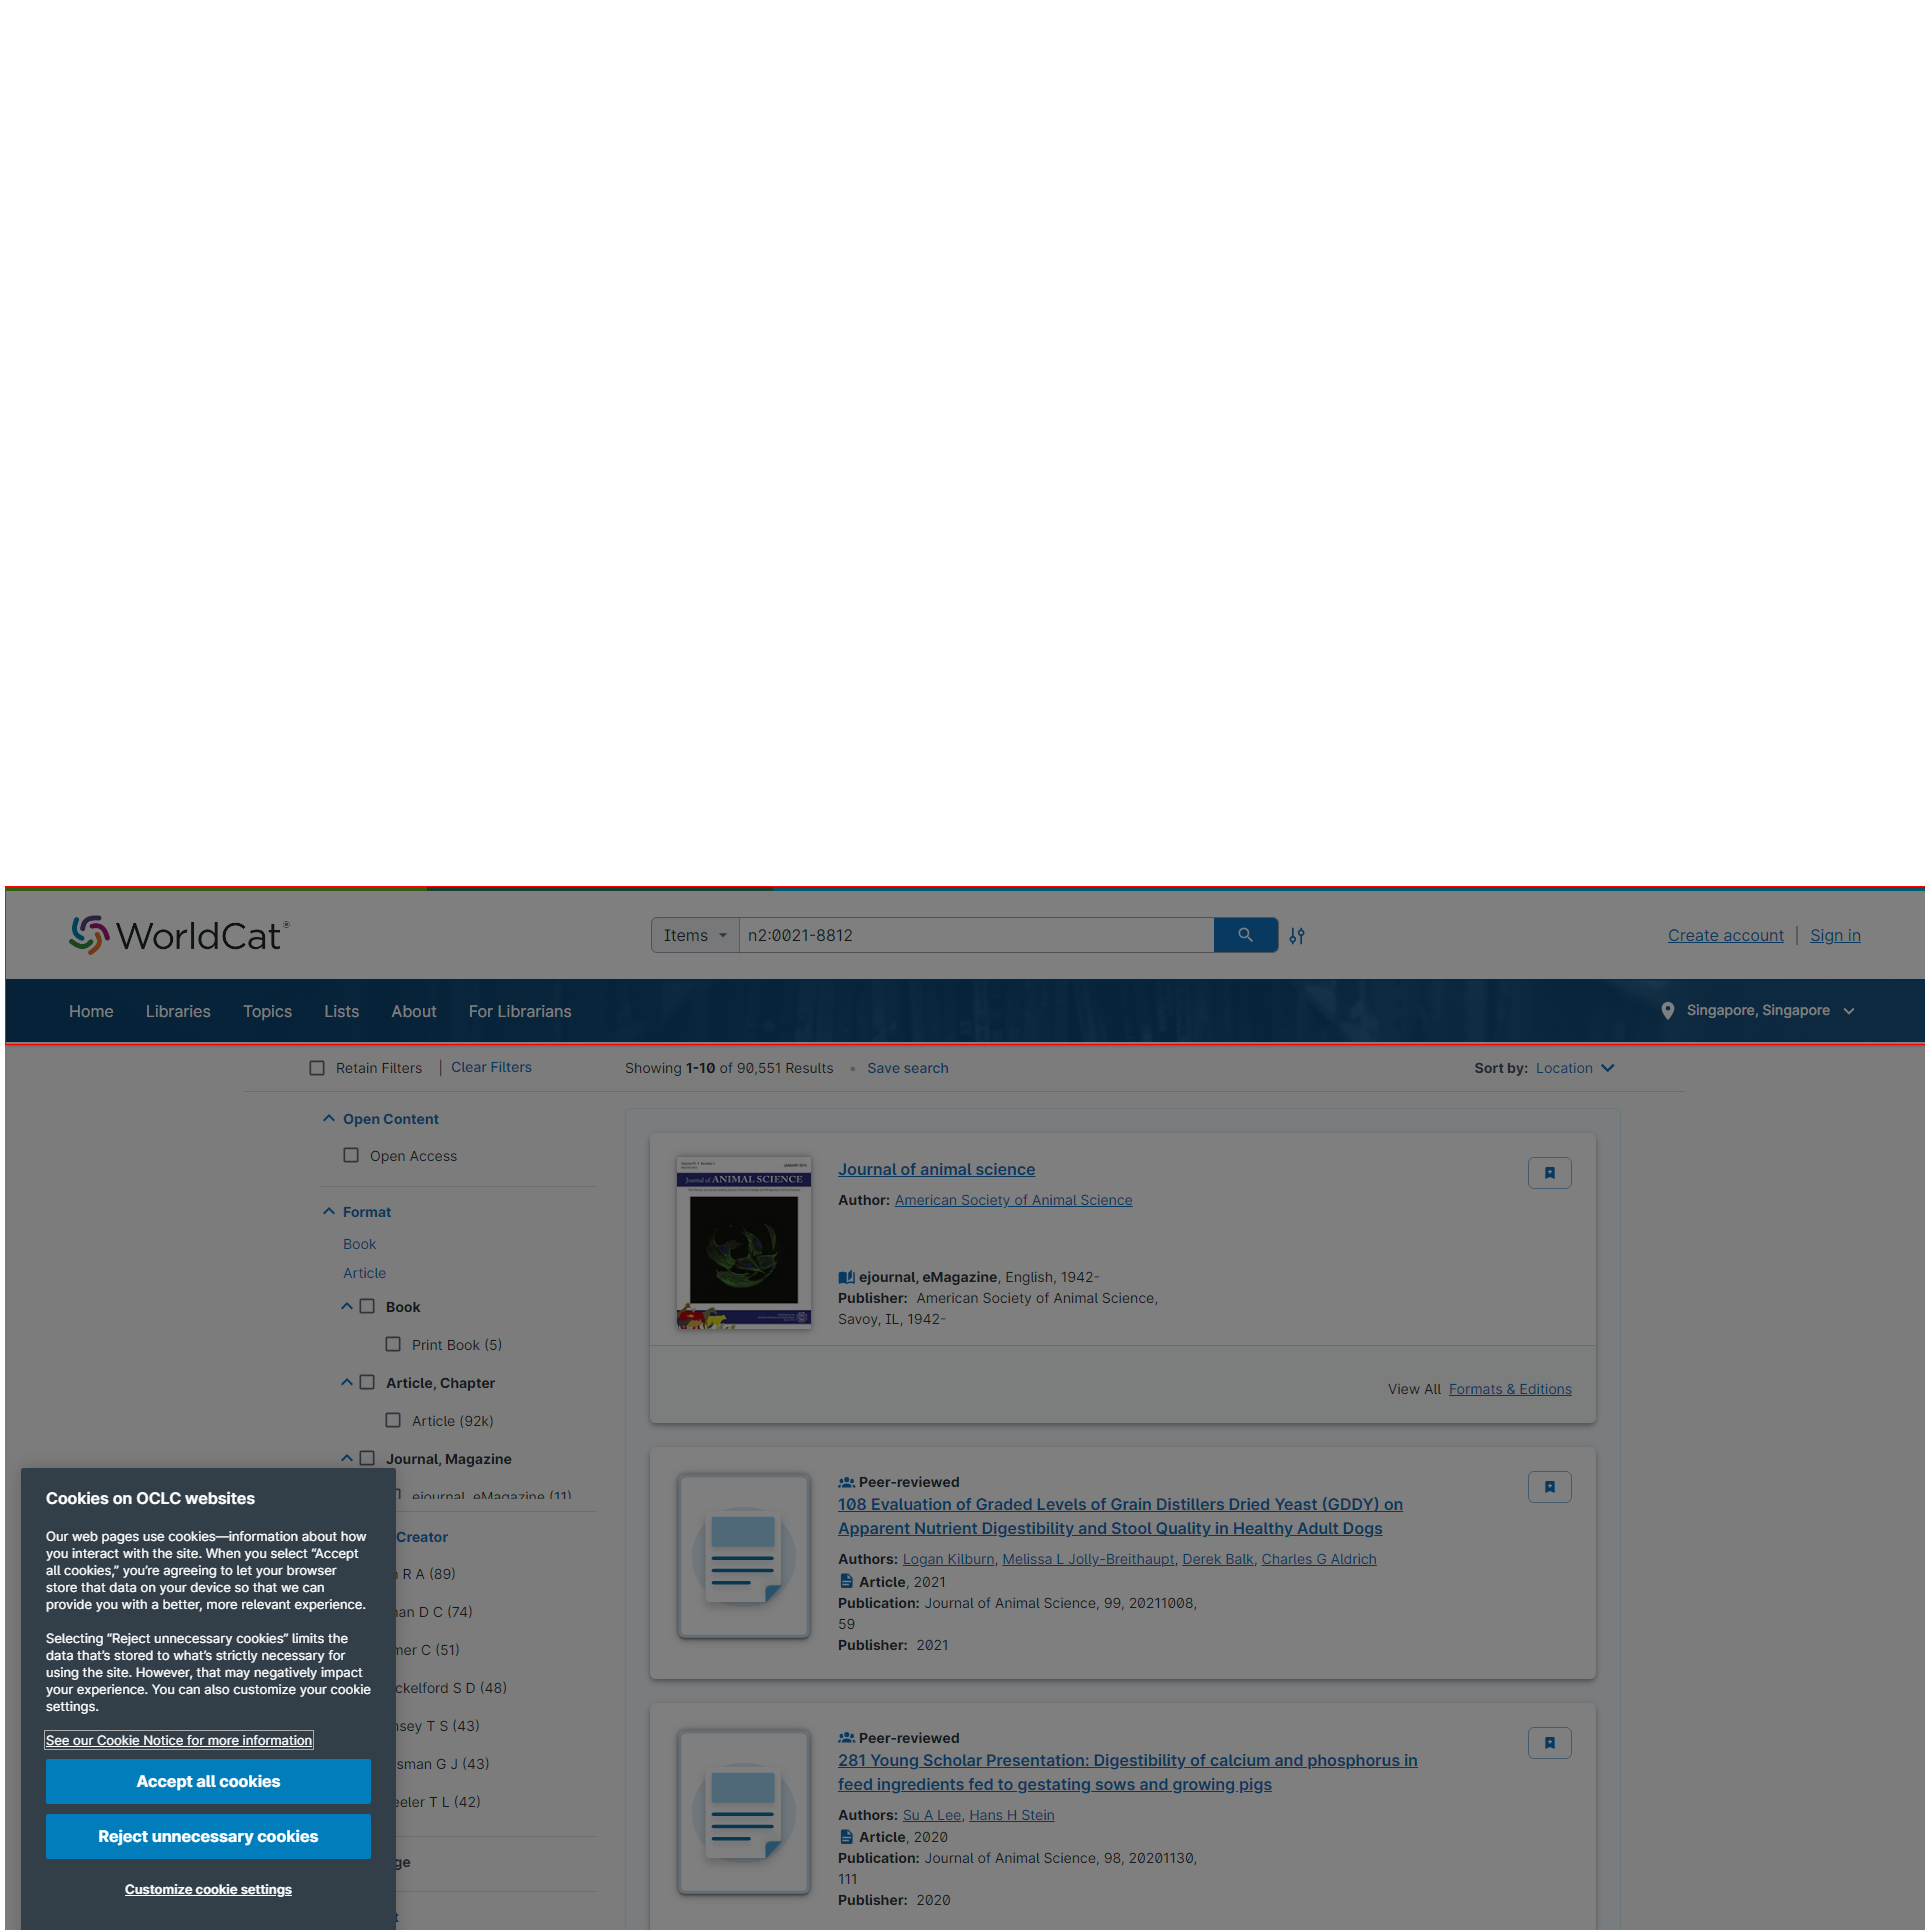 WorldCat®
Items
n2:0021-8812
Create account | Sign in
Home Libraries Topics Lists About For Librarians
Singapore, Singapore
Retain Filters | Clear Filters
Showing 1-10 of 90,551 Results • Save search
Sort by: Location
Open Content
Open Access
Format
Book
Article
Book
Print Book (5)
Article, Chapter
Article (92k)
Journal, Magazine
ejournal, eMagazine (11)
Creator
R A (89)
an D C (74)
mer C (51)
ckelford S D (48)
nsey T S (43)
sman G J (43)
eeler T L (42)
ge
t
Journal of ANIMAL SCIENCE
Journal of animal science
Author: American Society of Animal Science
ejournal, eMagazine, English, 1942-
Publisher: American Society of Animal Science,
Savoy, IL, 1942-
View All Formats & Editions
Peer-reviewed
108 Evaluation of Graded Levels of Grain Distillers Dried Yeast (GDDY) on
Apparent Nutrient Digestibility and Stool Quality in Healthy Adult Dogs
Authors: Logan Kilburn, Melissa L Jolly-Breithaupt, Derek Balk, Charles G Aldrich
Article, 2021
Publication: Journal of Animal Science, 99, 20211008,
59
Publisher: 2021
Peer-reviewed
281 Young Scholar Presentation: Digestibility of calcium and phosphorus in
feed ingredients fed to gestating sows and growing pigs
Authors: Su A Lee, Hans H Stein
Article, 2020
Publication: Journal of Animal Science, 98, 20201130,
111
Publisher: 2020
Cookies on OCLC websites
Our web pages use cookies—information about how
you interact with the site. When you select “Accept
all cookies,” you’re agreeing to let your browser
store that data on your device so that we can
provide you with a better, more relevant experience.
Selecting “Reject unnecessary cookies” limits the
data that’s stored to what’s strictly necessary for
using the site. However, that may negatively impact
your experience. You can also customize your cookie
settings.
See our Cookie Notice for more information
Accept all cookies
Reject unnecessary cookies
Customize cookie settings